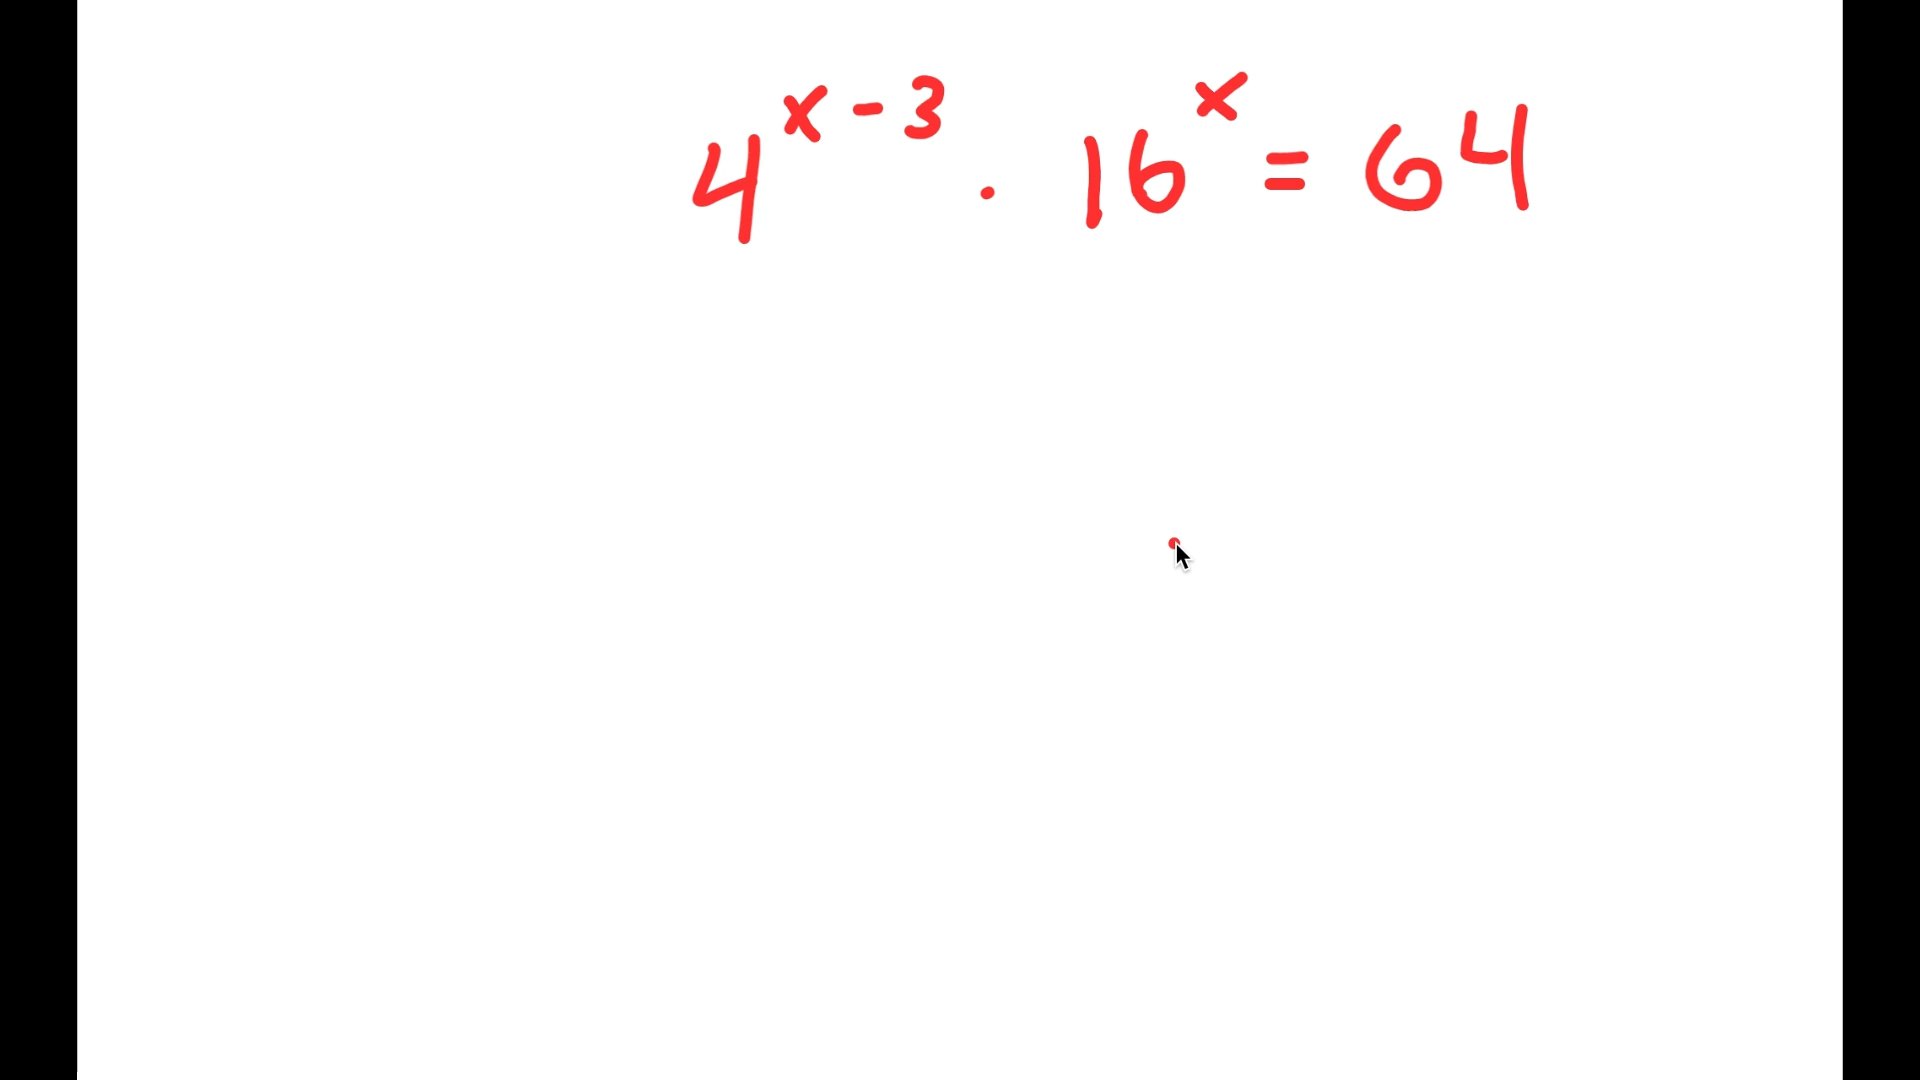 4^{x-3} · 16^x = 64